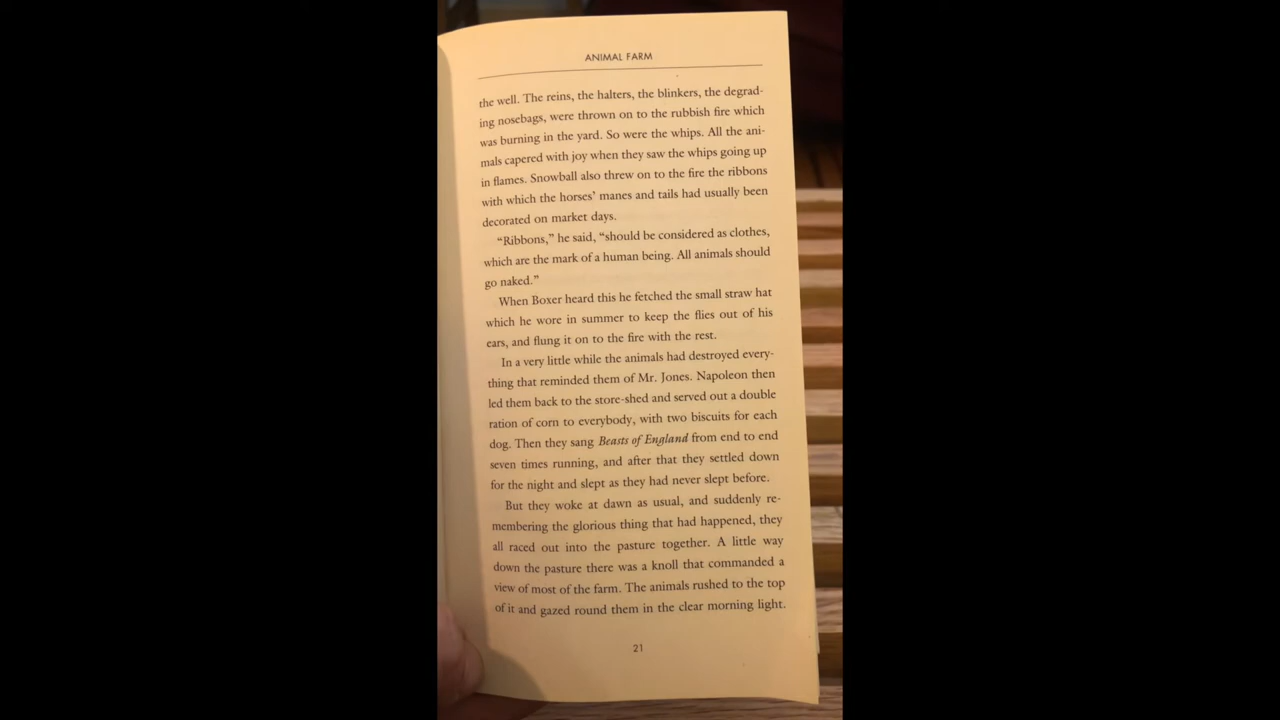 ANIMAL FARM
the well. The reins, the halters, the blinkers, the degrad-
ing nosebags, were thrown on to the rubbish fire which
was burning in the yard. So were the whips. All the ani-
mals capered with joy when they saw the whips going up
in flames. Snowball also threw on to the fire the ribbons
with which the horses’ manes and tails had usually been
decorated on market days.
“Ribbons,” he said, “should be considered as clothes,
which are the mark of a human being. All animals should
go naked.”
When Boxer heard this he fetched the small straw hat
which he wore in summer to keep the flies out of his
ears, and flung it on to the fire with the rest.
In a very little while the animals had destroyed every-
thing that reminded them of Mr. Jones. Napoleon then
led them back to the store-shed and served out a double
ration of corn to everybody, with two biscuits for each
dog. Then they sang Beasts of England from end to end
seven times running, and after that they settled down
for the night and slept as they had never slept before.
But they woke at dawn as usual, and suddenly re-
membering the glorious thing that had happened, they
all raced out into the pasture together. A little way
down the pasture there was a knoll that commanded a
view of most of the farm. The animals rushed to the top
of it and gazed round them in the clear morning light.
21